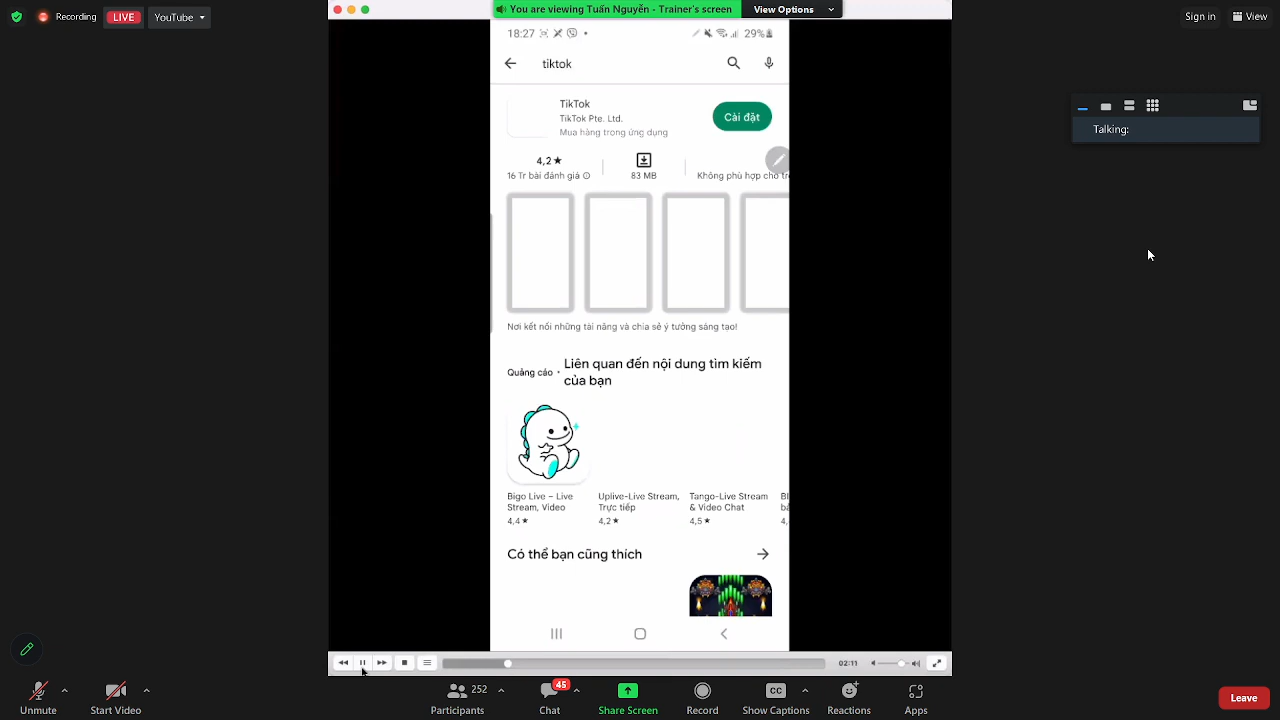 Recording
LIVE
YouTube
You are viewing Tuấn Nguyễn - Trainer's screen
View Options
Sign in
View
18:27
29%
tiktok
TikTok
TikTok Pte. Ltd.
Mua hàng trong ứng dụng
Cài đặt
4,2★
16 Tr bài đánh giá
83 MB
Không phù hợp cho
Talking:
Nơi kết nối những tài năng và chia sẻ ý tưởng sáng tạo!
Quảng cáo •
Liên quan đến nội dung tìm kiếm
của bạn
Bigo Live – Live
Stream, Video
4,4★
Uplive-Live Stream,
Trực tiếp
4,2★
Tango-Live Stream
& Video Chat
4,5★
Có thể bạn cũng thích
02:11
Unmute
Start Video
252
Participants
45
Chat
Share Screen
Record
CC
Show Captions
Reactions
Apps
Leave